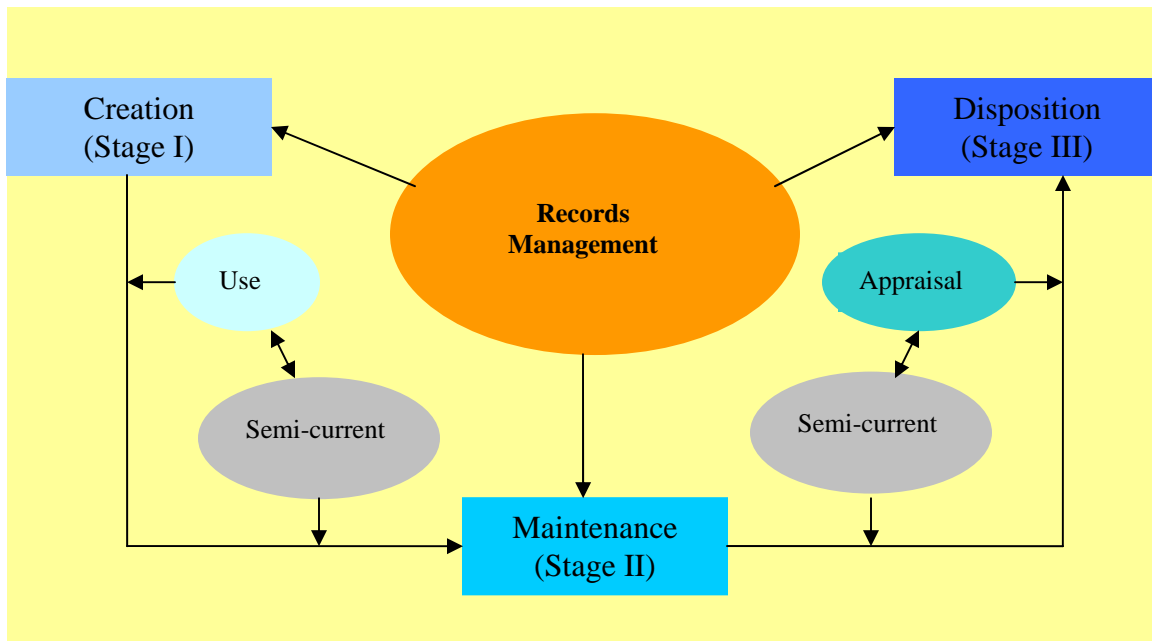 Creation
(Stage I)
Disposition
(Stage III)
Records
Management
Use
Appraisal
Semi-current
Semi-current
Maintenance
(Stage II)